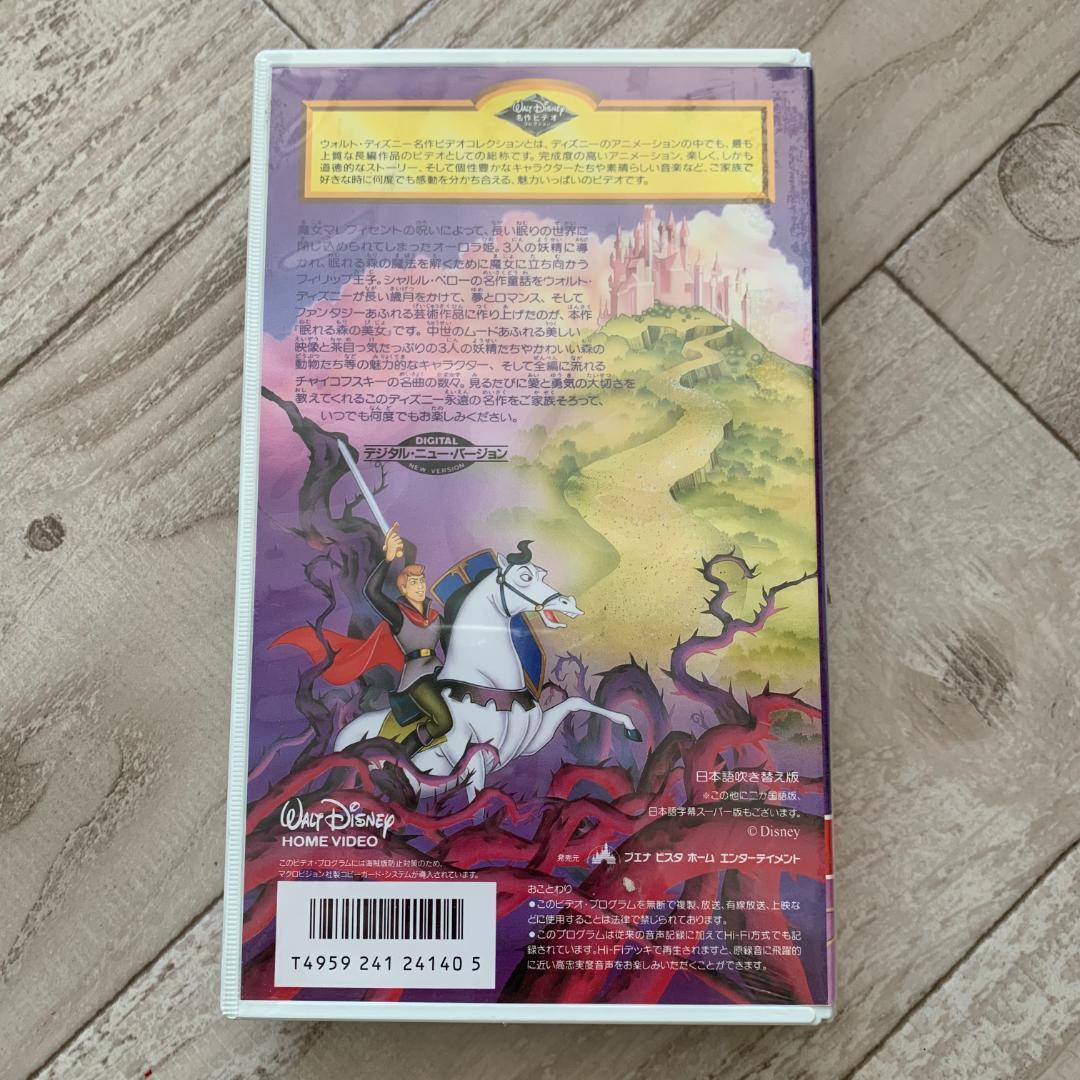 WALT DISNEY
名作ビデオ
コレクション
ウォルト・ディズニー名作ビデオコレクションとは、ディズニーのアニメーションの中でも、最も
上質な長編作品のビデオとしての総称です。完成度の高いアニメーション、楽しく、しかも
道徳的なストーリー、そして個性豊かなキャラクターたちや素晴らしい音楽など、ご家族で
好きな時に何度でも感動を分かち合える、魅力いっぱいのビデオです。
魔女マレフィセントの呪いによって、長い眠りの世界に
閉じ込められてしまったオーロラ姫。3人の妖精に導
かれ、眠れる森の魔法を解くために魔女に立ち向かう
フィリップ王子。シャルル・ペローの名作童話をウォルト・
ディズニーが長い歳月をかけて、夢とロマンス、そして
ファンタジーあふれる芸術作品に作り上げたのが、本作
「眠れる森の美女」です。中世のムードあふれる美しい
映像と茶目っ気たっぷりの3人の妖精たちやかわいい森の
動物たち等の魅力的なキャラクター、そして全編に流れる
チャイコフスキーの名曲の数々。見るたびに愛と勇気の大切さを
教えてくれるこのディズニー永遠の名作をご家族そろって、
いつでも何度でもお楽しみください。
DIGITAL
デジタル・ニュー・バージョン
NEW VERSION
日本語吹き替え版
※この他に二か国語版、
日本語字幕スーパー版もございます。
© Disney
WALT DISNEY
HOME VIDEO
発売元 ブエナ ビスタ ホーム エンターテイメント
このビデオ・プログラムには海賊版防止対策のため、
マクロビジョン社製コピーガード・システムが導入されています。
T4959 241 24140 5
おことわり
●このビデオ・プログラムを無断で複製、放送、有線放送、上映な
どに使用することは法律で禁じられております。
●このプログラムは従来の音声記録に加えてHi-Fi方式でも記
録されています。Hi-Fiデッキで再生されますと、原録音に飛躍的
に近い高忠実度音声をお楽しみいただくことができます。